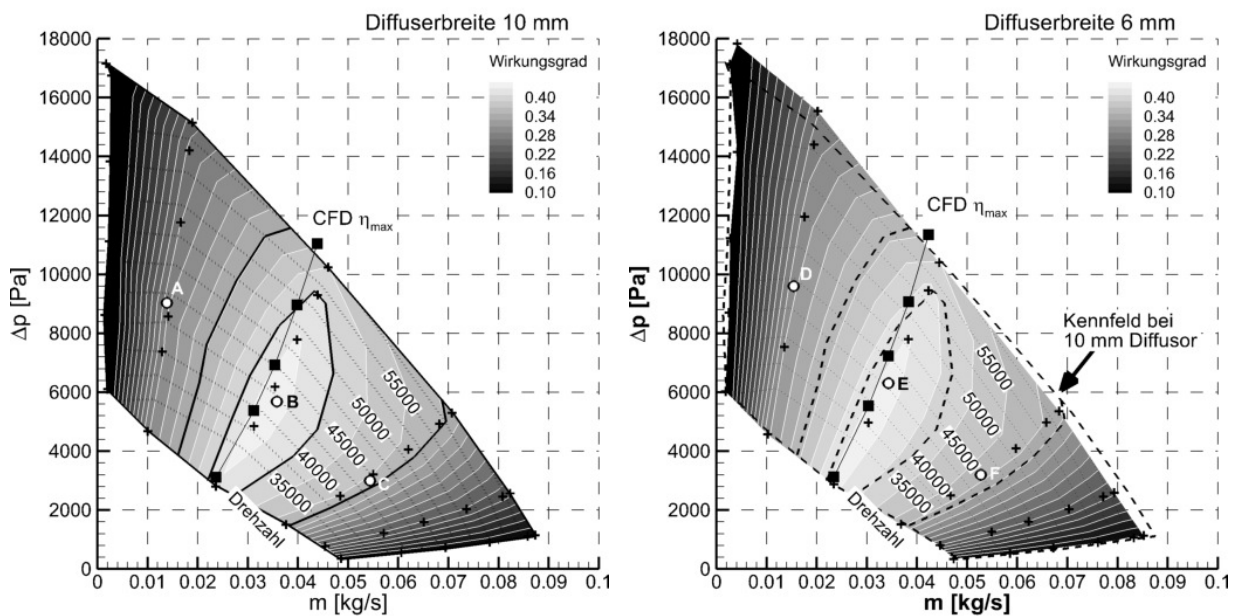 Diffuserbreite 10 mm
18000
16000
14000
12000
10000
8000
6000
4000
2000
0
Δp [Pa]
Wirkungsgrad
0.40
0.34
0.28
0.22
0.16
0.10
CFD ηmax
A
B
C
55000
50000
45000
40000
35000
Drehzahl
0 0.01 0.02 0.03 0.04 0.05 0.06 0.07 0.08 0.09 0.1
m [kg/s]
Diffuserbreite 6 mm
18000
16000
14000
12000
10000
8000
6000
4000
2000
0
Δp [Pa]
Wirkungsgrad
0.40
0.34
0.28
0.22
0.16
0.10
CFD ηmax
D
E
F
Kennfeld bei
10 mm Diffusor
55000
50000
45000
40000
35000
Drehzahl
0 0.01 0.02 0.03 0.04 0.05 0.06 0.07 0.08 0.09 0.1
m [kg/s]